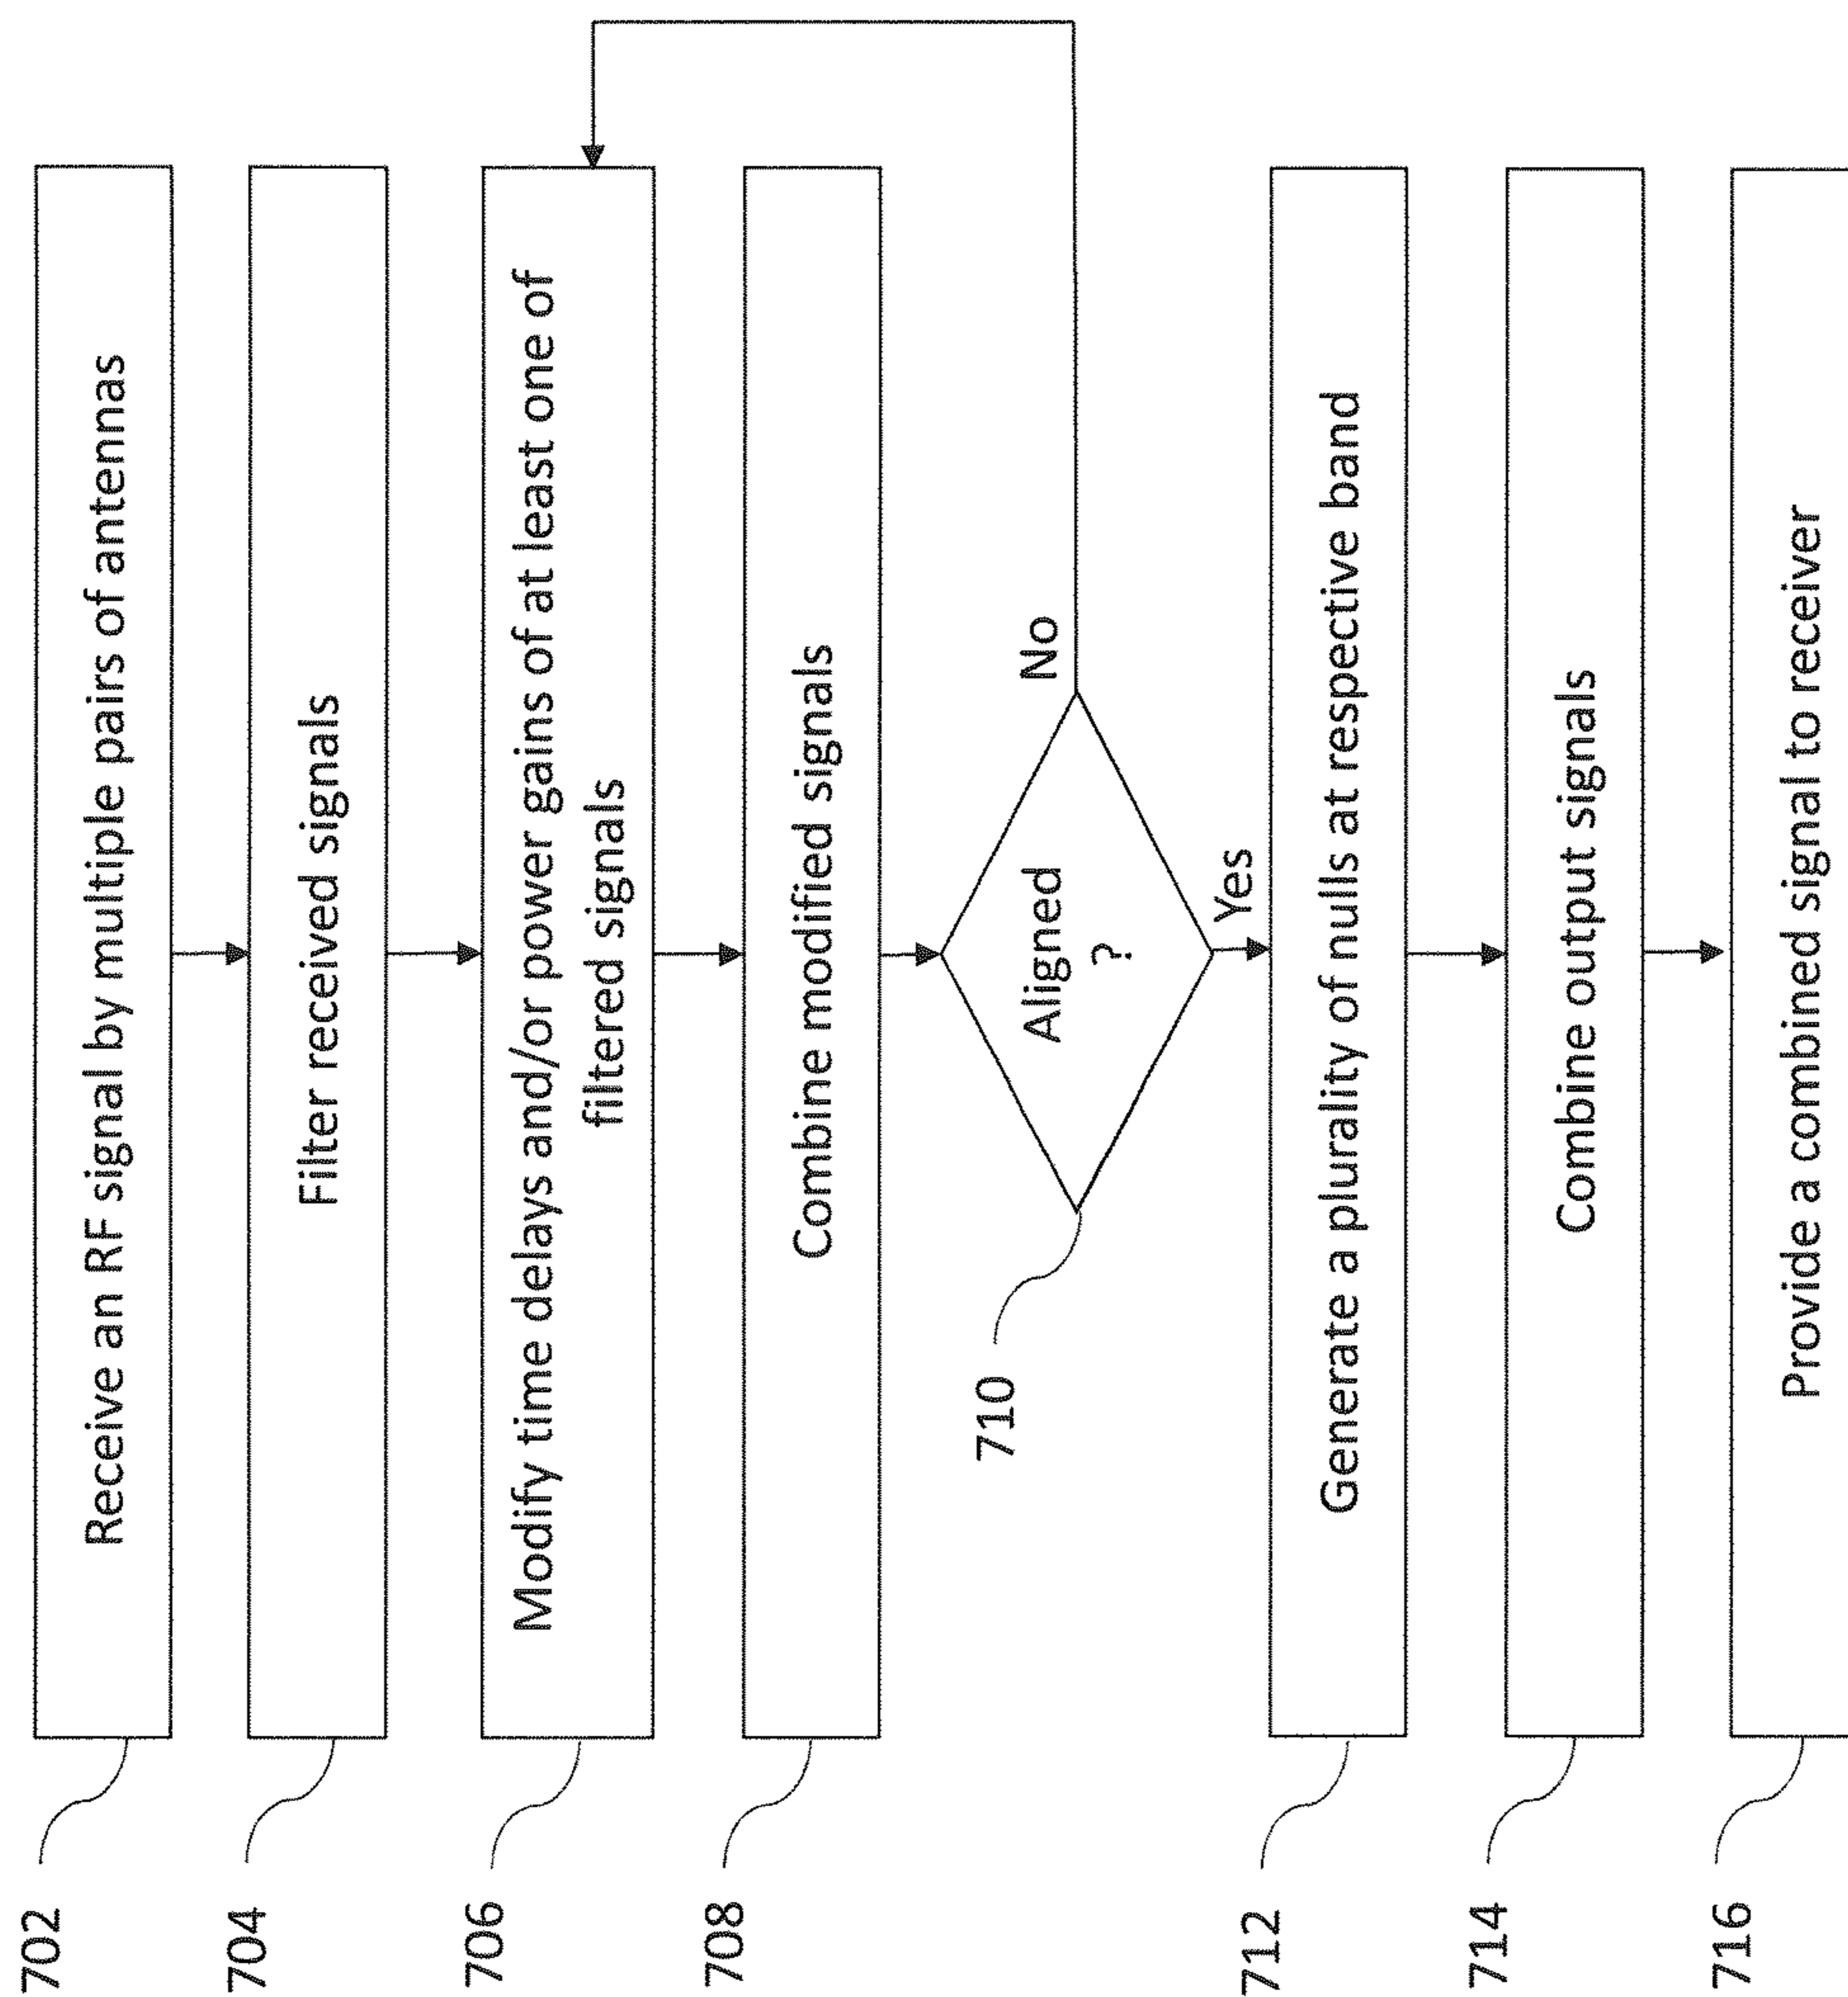 702
Receive an RF signal by multiple pairs of antennas
704
Filter received signals
706
Modify time delays and/or power gains of at least one of
filtered signals
708
Combine modified signals
710
Aligned
?
No
Yes
712
Generate a plurality of nulls at respective band
714
Combine output signals
716
Provide a combined signal to receiver